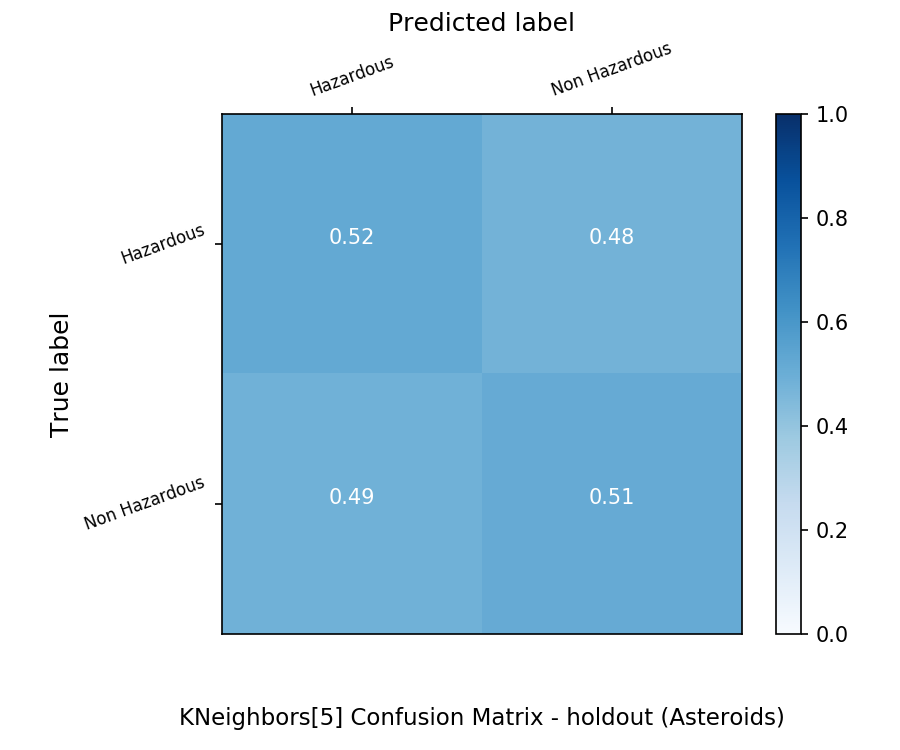 Predicted label
Hazardous
Non Hazardous
1.0
0.8
0.6
0.4
0.2
0.0
True label
Hazardous
0.52
0.48
Non Hazardous
0.49
0.51
KNeighbors[5] Confusion Matrix - holdout (Asteroids)